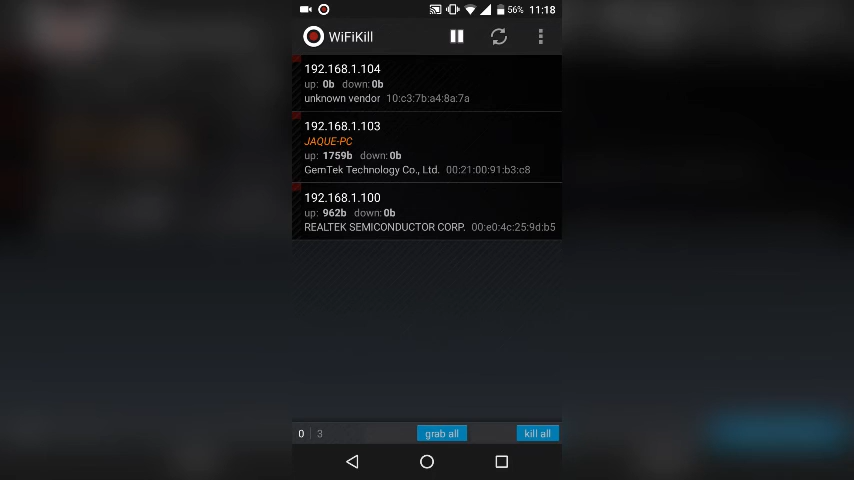 56% 11:18
WiFiKill
192.168.1.104
up: 0b down: 0b
unknown vendor 10:c3:7b:a4:8a:7a
192.168.1.103
JAQUE-PC
up: 1759b down: 0b
GemTek Technology Co., Ltd. 00:21:00:91:b3:c8
192.168.1.100
up: 962b down: 0b
REALTEK SEMICONDUCTOR CORP. 00:e0:4c:25:9d:b5
0 | 3 grab all kill all